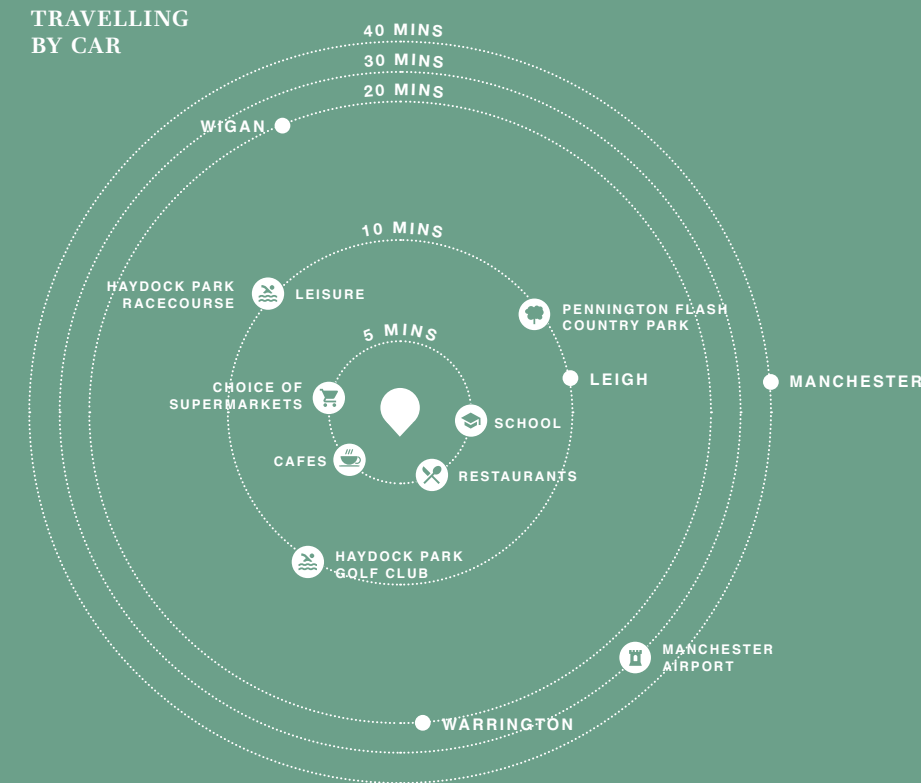 TRAVELLING
BY CAR
40 MINS
30 MINS
20 MINS
WIGAN
10 MINS
HAYDOCK PARK
RACECOURSE
LEISURE
PENNINGTON FLASH
COUNTRY PARK
5 MINS
LEIGH
MANCHESTER
CHOICE OF
SUPERMARKETS
SCHOOL
CAFES
RESTAURANTS
HAYDOCK PARK
GOLF CLUB
MANCHESTER
AIRPORT
WARRINGTON